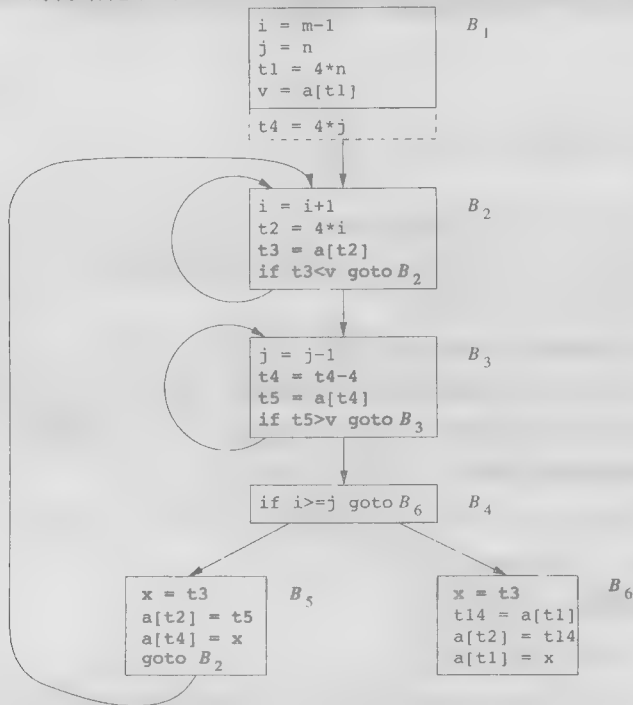 i = m-1
j = n
t1 = 4*n
v = a[t1]
t4 = 4*j
B1
i = i+1
t2 = 4*i
t3 = a[t2]
if t3<v goto B2
B2
j = j-1
t4 = t4-4
t5 = a[t4]
if t5>v goto B3
B3
if i>=j goto B6
B4
x = t3
a[t2] = t5
a[t4] = x
goto B2
B5
x = t3
t14 = a[t1]
a[t2] = t14
a[t1] = x
B6